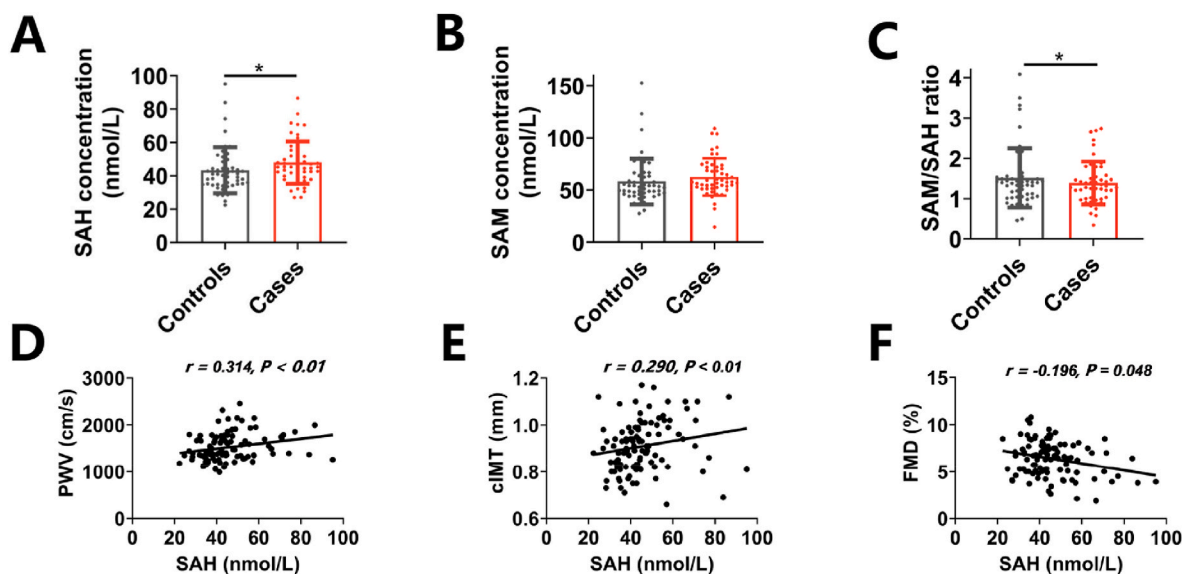 A
SAH concentration
(nmol/L)
100
80
60
40
20
0
*
Controls
Cases
B
SAM concentration
(nmol/L)
150
100
50
0
Controls
Cases
C
SAM/SAH ratio
4
3
2
1
0
*
Controls
Cases
D
r = 0.314, P < 0.01
PWV (cm/s)
3000
2000
1000
0
0 20 40 60 80 100
SAH (nmol/L)
E
r = 0.290, P < 0.01
cIMT (mm)
1.2
1.0
0.8
0.6
0 20 40 60 80 100
SAH (nmol/L)
F
r = -0.196, P = 0.048
FMD (%)
15
10
5
0
0 20 40 60 80 100
SAH (nmol/L)